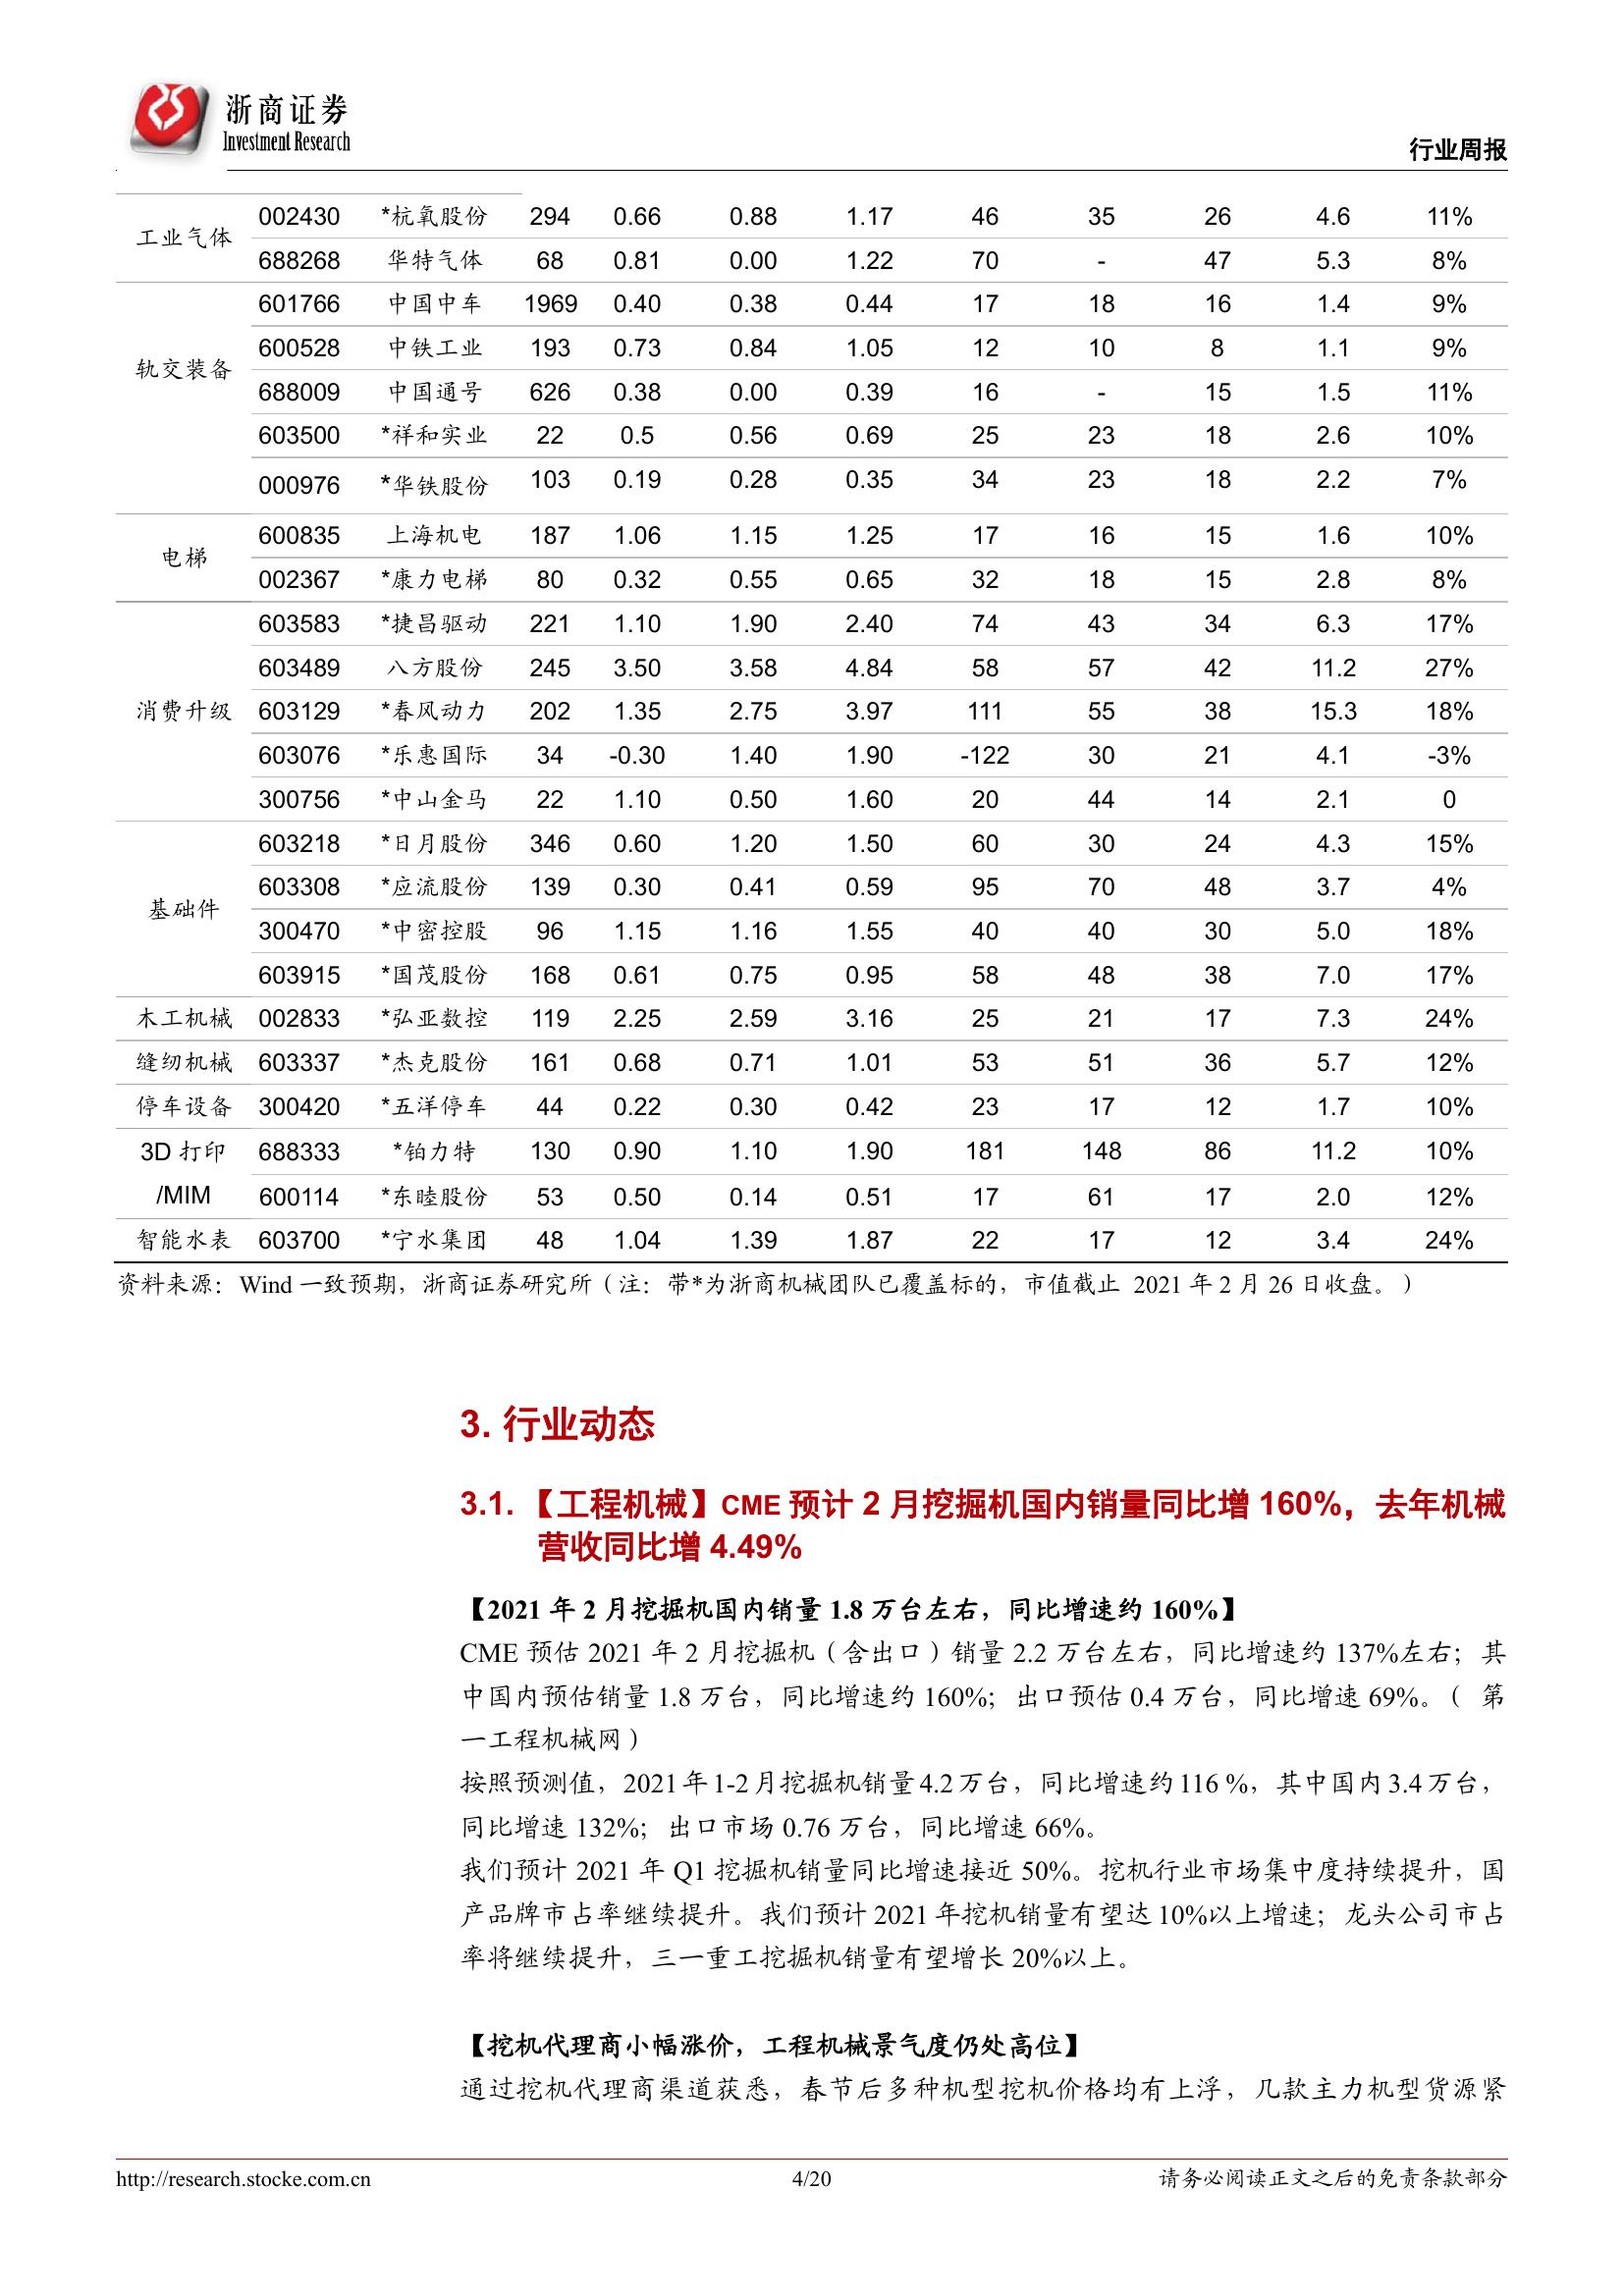 浙商证券
Investment Research
行业周报
工业气体
002430 *杭氧股份 294 0.66 0.88 1.17 46 35 26 4.6 11%
688268 华特气体 68 0.81 0.00 1.22 70 - 47 5.3 8%
轨交装备
601766 中国中车 1969 0.40 0.38 0.44 17 18 16 1.4 9%
600528 中铁工业 193 0.73 0.84 1.05 12 10 8 1.1 9%
688009 中国通号 626 0.38 0.00 0.39 16 - 15 1.5 11%
603500 *祥和实业 22 0.5 0.56 0.69 25 23 18 2.6 10%
000976 *华铁股份 103 0.19 0.28 0.35 34 23 18 2.2 7%
电梯
600835 上海机电 187 1.06 1.15 1.25 17 16 15 1.6 10%
002367 *康力电梯 80 0.32 0.55 0.65 32 18 15 2.8 8%
消费升级
603583 *捷昌驱动 221 1.10 1.90 2.40 74 43 34 6.3 17%
603489 八方股份 245 3.50 3.58 4.84 58 57 42 11.2 27%
603129 *春风动力 202 1.35 2.75 3.97 111 55 38 15.3 18%
603076 *乐惠国际 34 -0.30 1.40 1.90 -122 30 21 4.1 -3%
300756 *中山金马 22 1.10 0.50 1.60 20 44 14 2.1 0
基础件
603218 *日月股份 346 0.60 1.20 1.50 60 30 24 4.3 15%
603308 *应流股份 139 0.30 0.41 0.59 95 70 48 3.7 4%
300470 *中密控股 96 1.15 1.16 1.55 40 40 30 5.0 18%
603915 *国茂股份 168 0.61 0.75 0.95 58 48 38 7.0 17%
木工机械 002833 *弘亚数控 119 2.25 2.59 3.16 25 21 17 7.3 24%
缝纫机械 603337 *杰克股份 161 0.68 0.71 1.01 53 51 36 5.7 12%
停车设备 300420 *五洋停车 44 0.22 0.30 0.42 23 17 12 1.7 10%
3D 打印 688333 *铂力特 130 0.90 1.10 1.90 181 148 86 11.2 10%
/MIM 600114 *东睦股份 53 0.50 0.14 0.51 17 61 17 2.0 12%
智能水表 603700 *宁水集团 48 1.04 1.39 1.87 22 17 12 3.4 24%
资料来源：Wind 一致预期，浙商证券研究所（注：带*为浙商机械团队已覆盖标的，市值截止 2021 年 2 月 26 日收盘。）
3. 行业动态
3.1. 【工程机械】CME 预计 2 月挖掘机国内销量同比增 160%，去年机械
营收同比增 4.49%
【2021 年 2 月挖掘机国内销量 1.8 万台左右，同比增速约 160%】
CME 预估 2021 年 2 月挖掘机（含出口）销量 2.2 万台左右，同比增速约 137%左右；其
中国内预估销量 1.8 万台，同比增速约 160%；出口预估 0.4 万台，同比增速 69%。（ 第
一工程机械网）
按照预测值，2021 年 1-2 月挖掘机销量 4.2 万台，同比增速约 116 %，其中国内 3.4 万台，
同比增速 132%；出口市场 0.76 万台，同比增速 66%。
我们预计 2021 年 Q1 挖掘机销量同比增速接近 50%。挖机行业市场集中度持续提升，国
产品牌市占率继续提升。我们预计 2021 年挖机销量有望达 10%以上增速；龙头公司市占
率将继续提升，三一重工挖掘机销量有望增长 20%以上。
【挖机代理商小幅涨价，工程机械景气度仍处高位】
通过挖机代理商渠道获悉，春节后多种机型挖机价格均有上浮，几款主力机型货源紧
http://research.stocke.com.cn
4/20
请务必阅读正文之后的免责条款部分